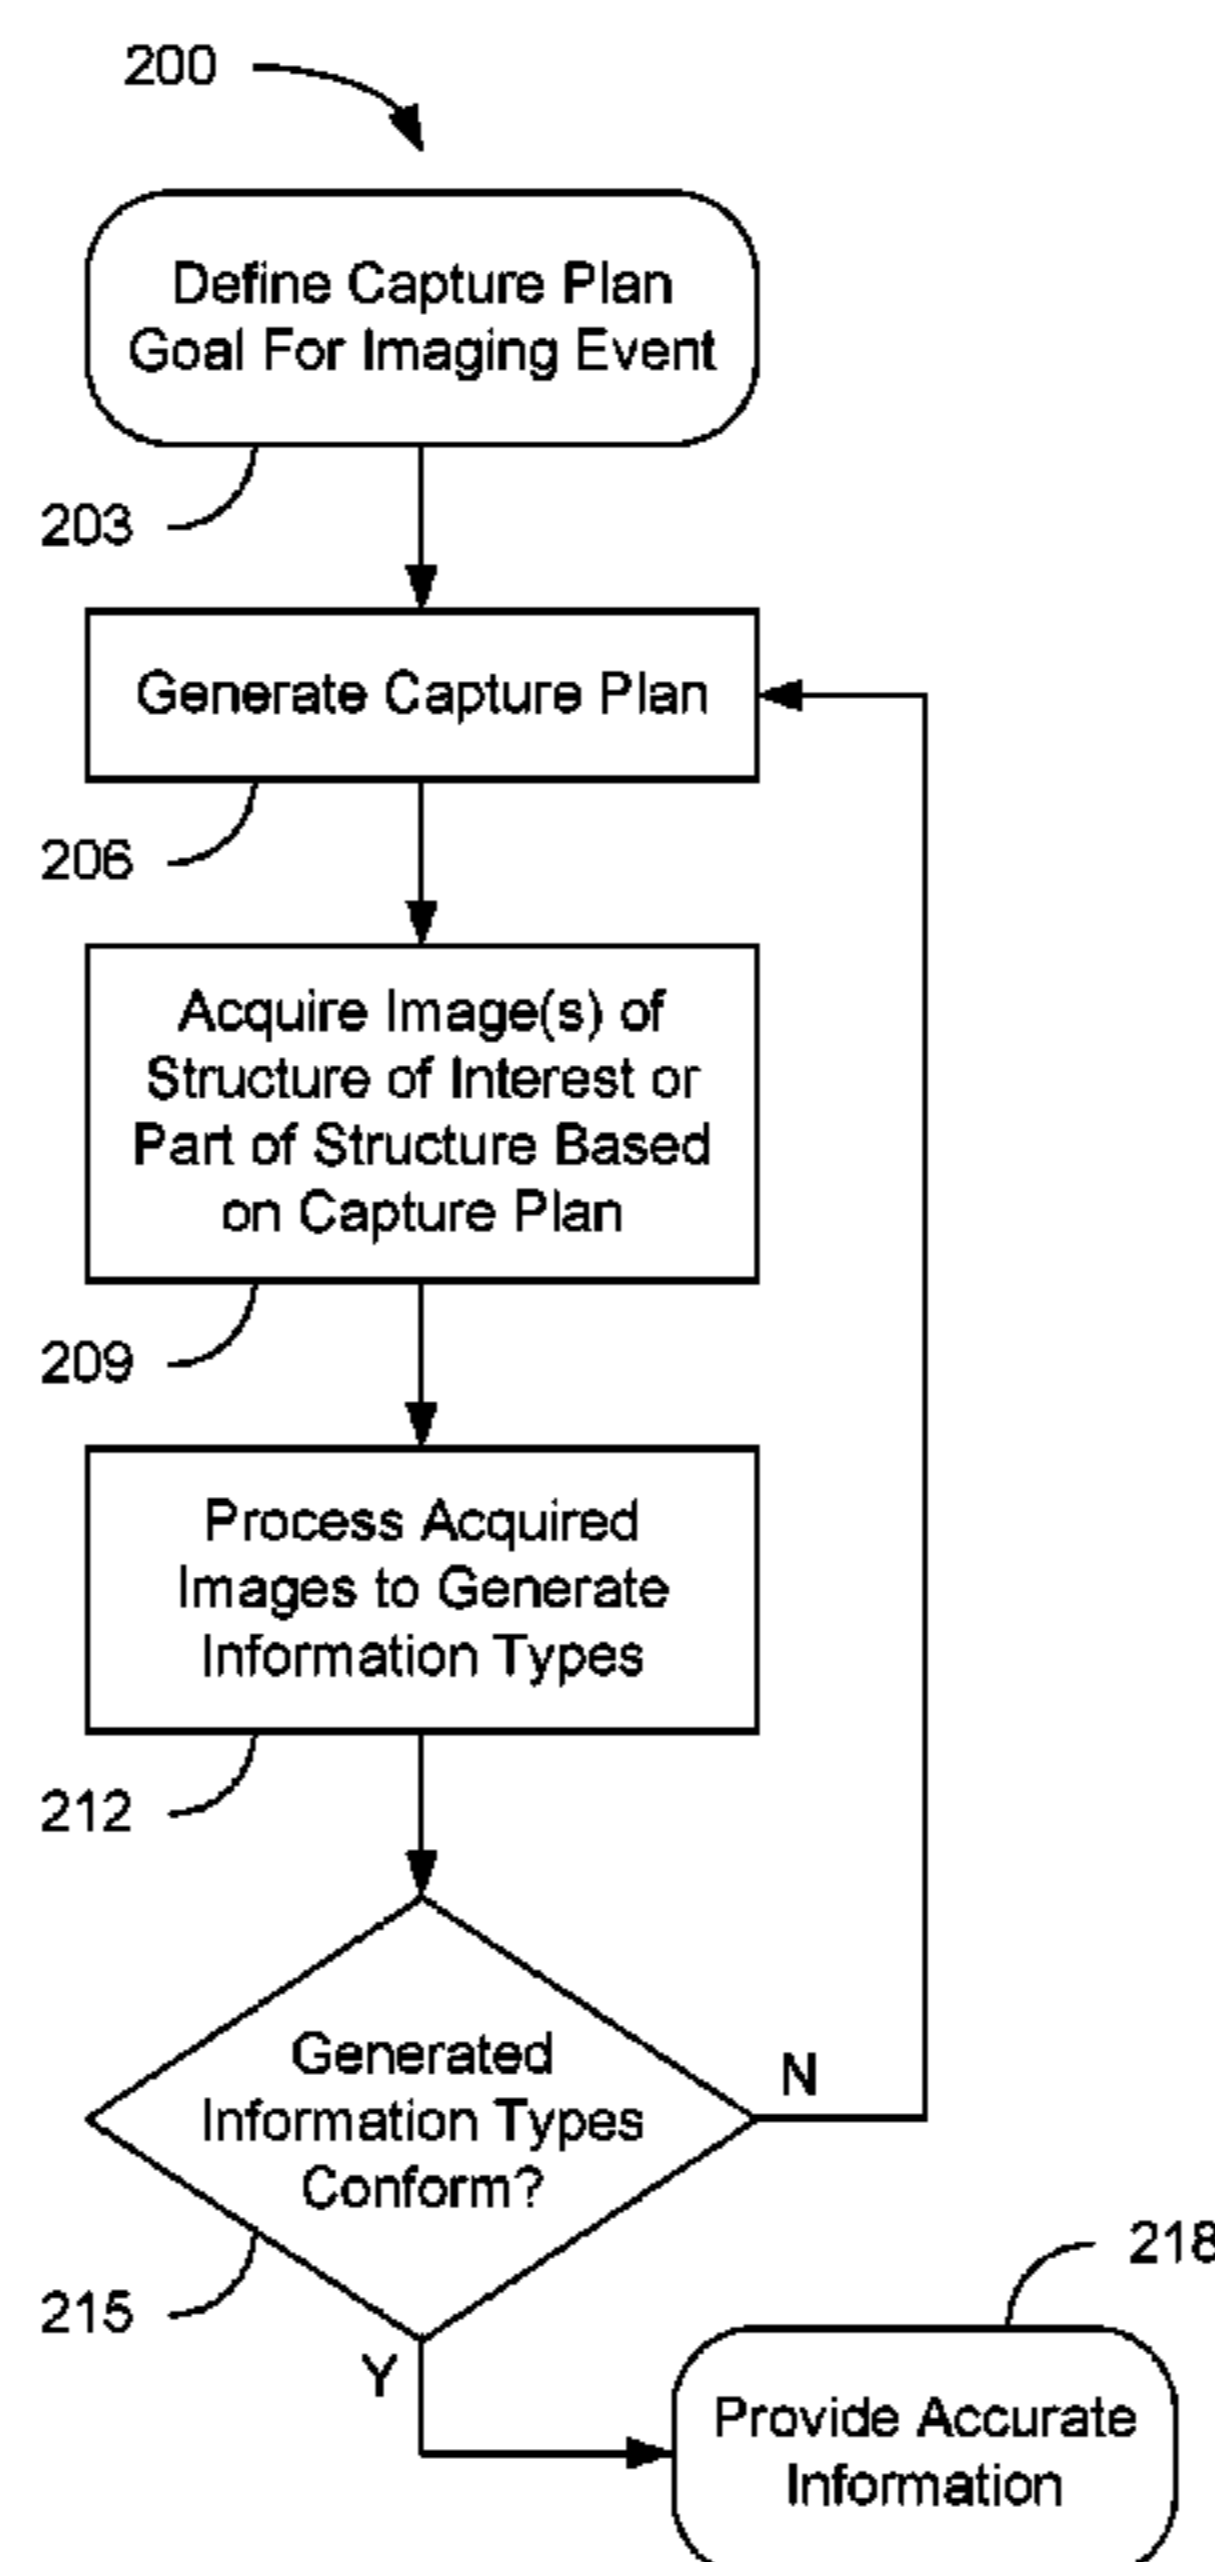 200
Define Capture Plan
Goal For Imaging Event
203
Generate Capture Plan
206
Acquire Image(s) of
Structure of Interest or
Part of Structure Based
on Capture Plan
209
Process Acquired
Images to Generate
Information Types
212
Generated
Information Types
Conform?
N
215
Y
218
Provide Accurate
Information